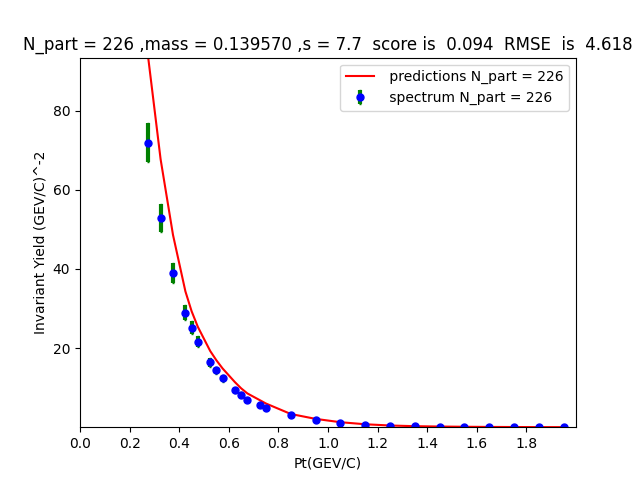 N_part = 226 ,mass = 0.139570 ,s = 7.7  score is  0.094  RMSE  is  4.618
predictions N_part = 226
spectrum N_part = 226
Invariant Yield (GEV/C)^-2
80
60
40
20
0.0 0.2 0.4 0.6 0.8 1.0 1.2 1.4 1.6 1.8
Pt(GEV/C)